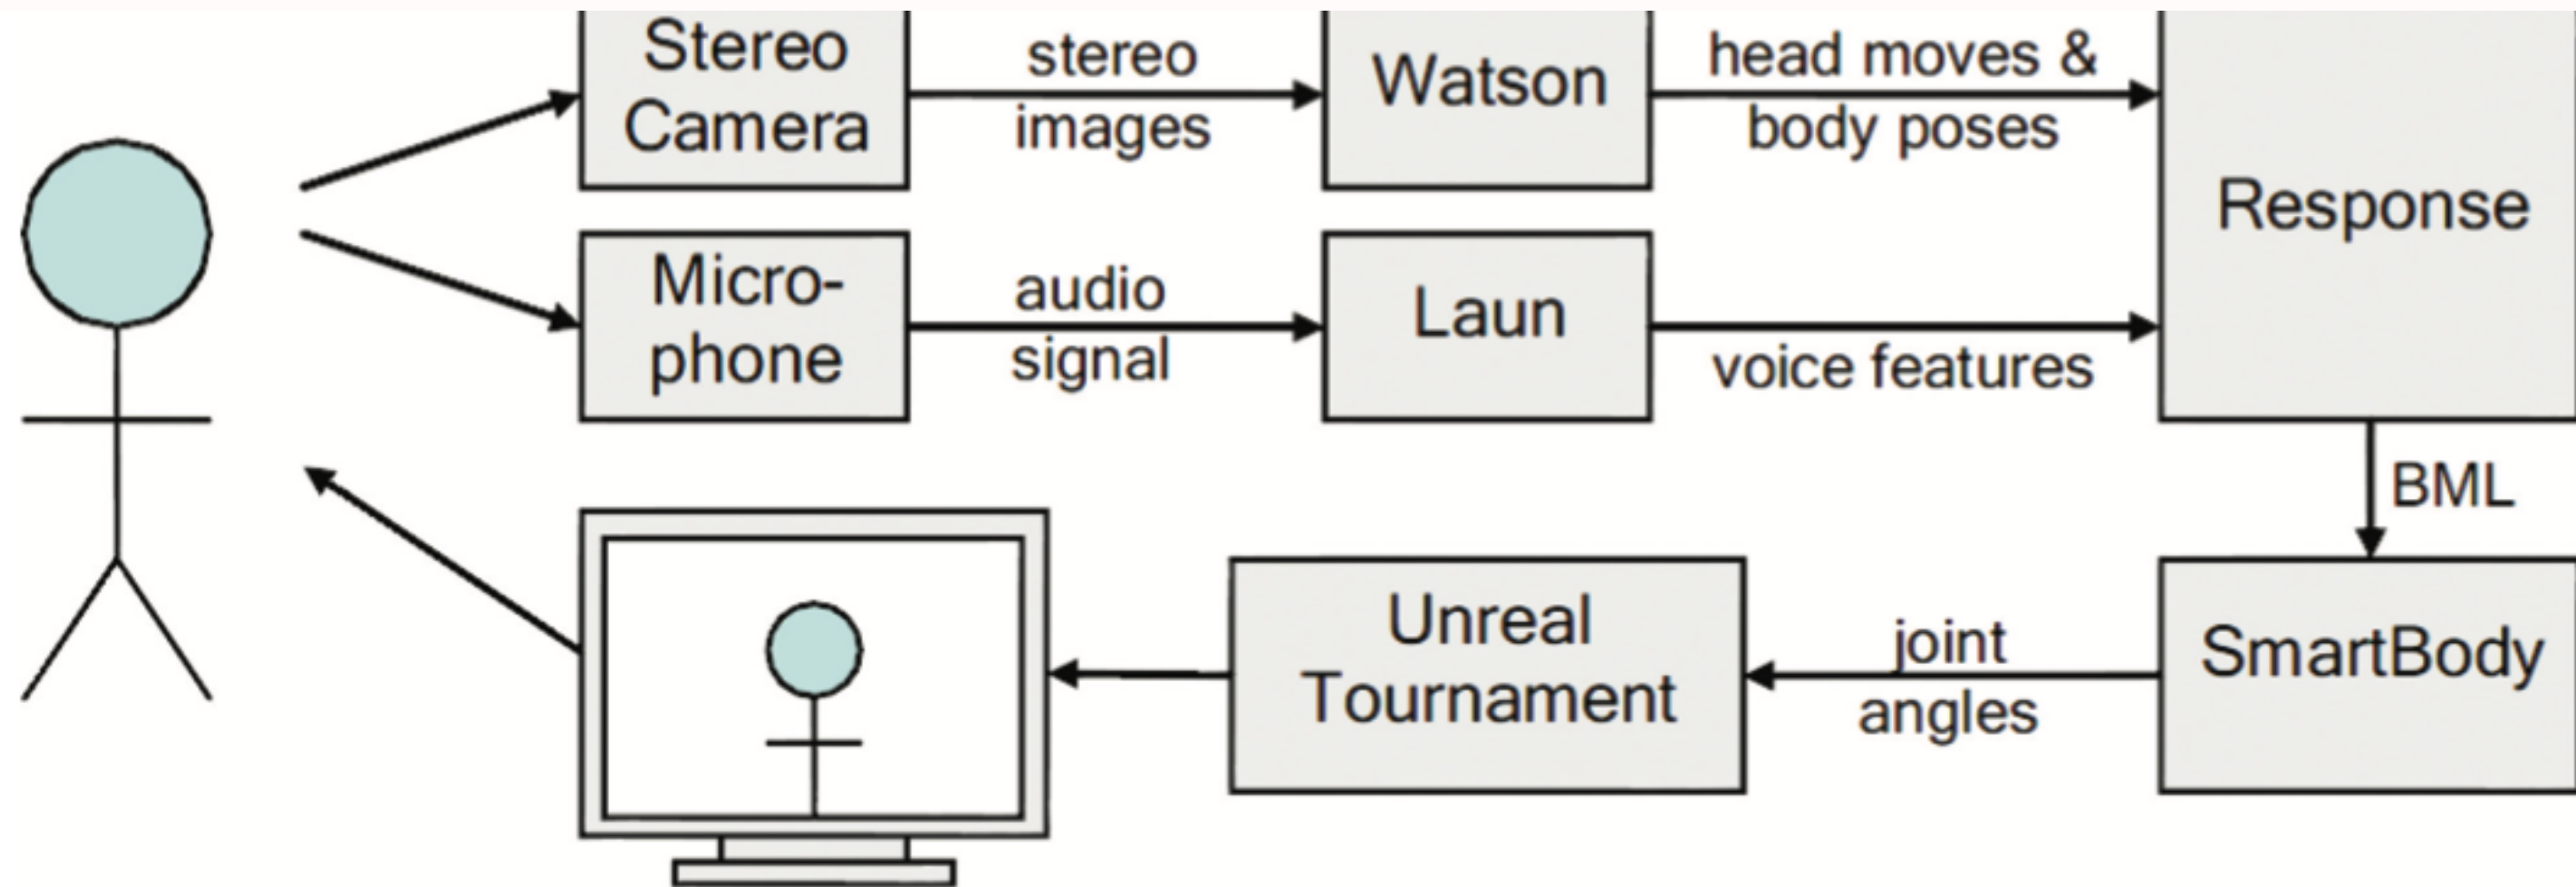 Stereo
Camera
stereo
images
Watson
head moves &
body poses
Response
Micro-
phone
audio
signal
Laun
voice features
BML
Unreal
Tournament
joint
angles
SmartBody